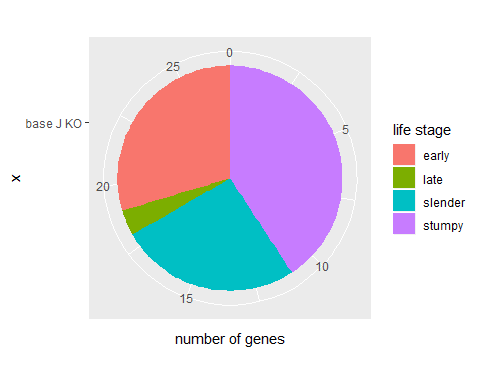 0
25
5
base J KO
20
10
15
x
number of genes
life stage
early
late
slender
stumpy